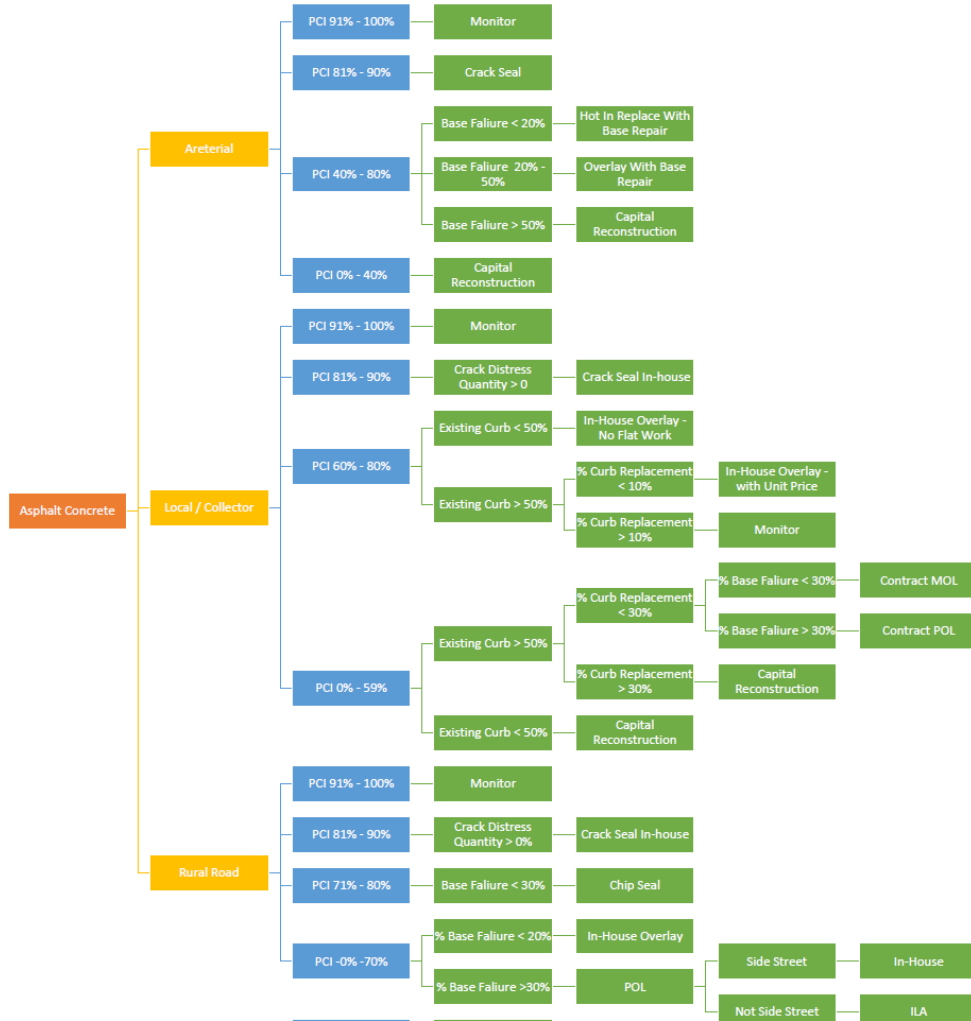 PCI 91% - 100%
Monitor
PCI 81% - 90%
Crack Seal
Base Faliure < 20%
Hot In Replace With
Base Repair
Areterial
PCI 40% - 80%
Base Faliure 20% -
50%
Overlay With Base
Repair
Base Faliure > 50%
Capital
Reconstruction
PCI 0% - 40%
Capital
Reconstruction
PCI 91% - 100%
Monitor
PCI 81% - 90%
Crack Distress
Quantity > 0
Crack Seal In-house
PCI 60% - 80%
Existing Curb < 50%
In-House Overlay -
No Flat Work
Existing Curb > 50%
% Curb Replacement
< 10%
In-House Overlay -
with Unit Price
% Curb Replacement
> 10%
Monitor
Asphalt Concrete
Local / Collector
PCI 0% - 59%
Existing Curb > 50%
% Curb Replacement
< 30%
% Base Faliure < 30%
Contract MOL
% Base Faliure > 30%
Contract POL
% Curb Replacement
> 30%
Capital
Reconstruction
Existing Curb < 50%
Capital
Reconstruction
PCI 91% - 100%
Monitor
PCI 81% - 90%
Crack Distress
Quantity > 0%
Crack Seal In-house
Rural Road
PCI 71% - 80%
Base Faliure < 30%
Chip Seal
PCI -0% -70%
% Base Faliure < 20%
In-House Overlay
% Base Faliure >30%
POL
Side Street
In-House
Not Side Street
ILA